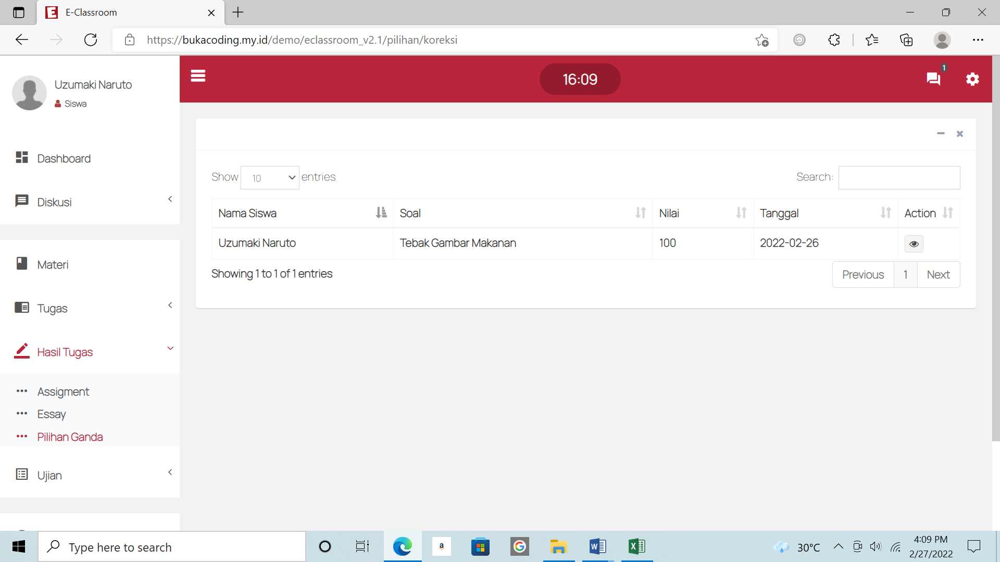 E-Classroom
https://bukacoding.my.id/demo/eclassroom_v2.1/pilihan/koreksi
Uzumaki Naruto
Siswa
16:09
1
Dashboard
Diskusi
Materi
Tugas
Hasil Tugas
Assigment
Essay
Pilihan Ganda
Ujian
Show 10 entries
Search:
Nama Siswa Soal Nilai Tanggal Action
Uzumaki Naruto Tebak Gambar Makanan 100 2022-02-26
Showing 1 to 1 of 1 entries
Previous 1 Next
Type here to search
30°C
4:09 PM
2/27/2022